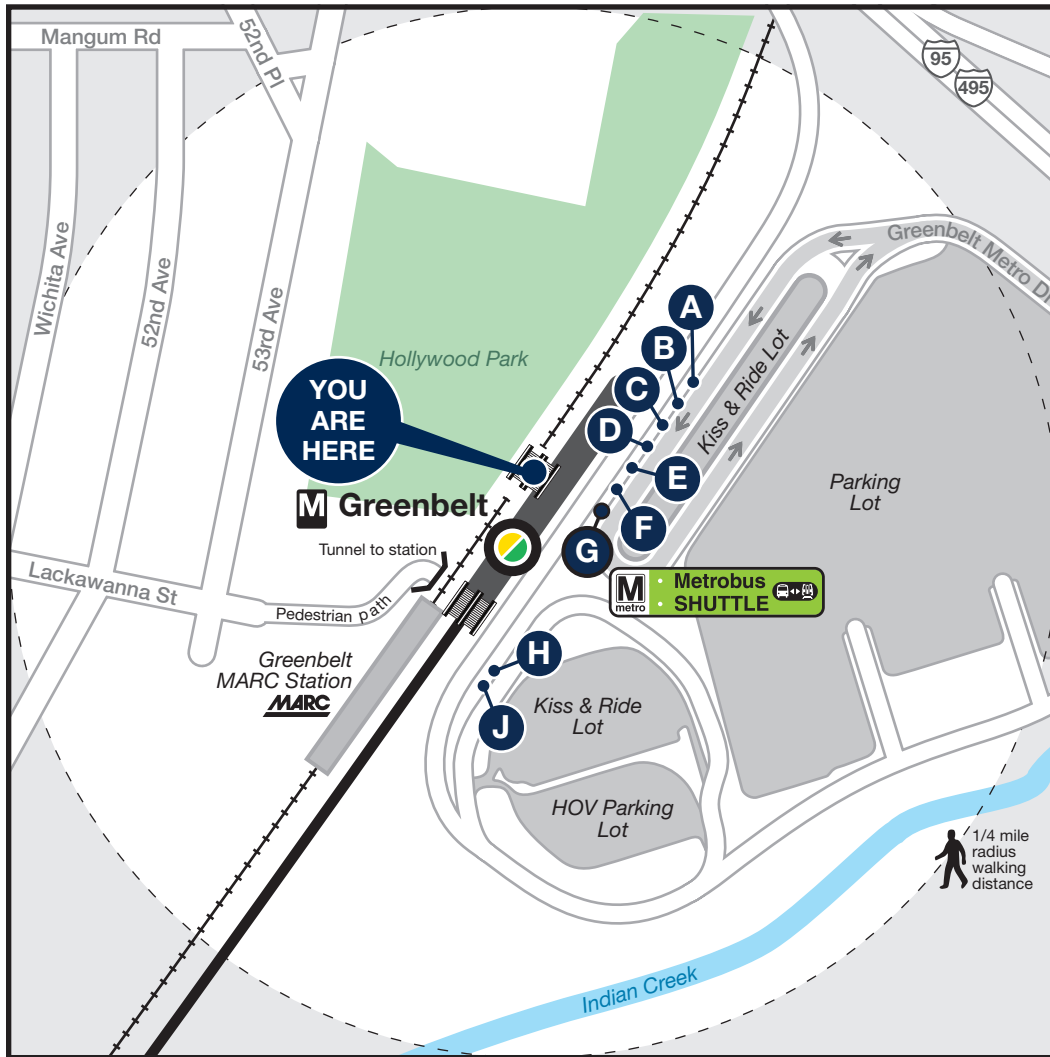 Mangum Rd
52nd Pl
95
495
Wichita Ave
52nd Ave
53rd Ave
Greenbelt Metro Dr
A
B
C
D
E
F
G
Hollywood Park
YOU
ARE
HERE
Kiss & Ride Lot
Parking
Lot
M Greenbelt
Tunnel to station
Lackawanna St
Pedestrian path
M
metro
· Metrobus
· SHUTTLE
Greenbelt
MARC Station
MARC
H
J
Kiss & Ride
Lot
HOV Parking
Lot
1/4 mile
radius
walking
distance
Indian Creek